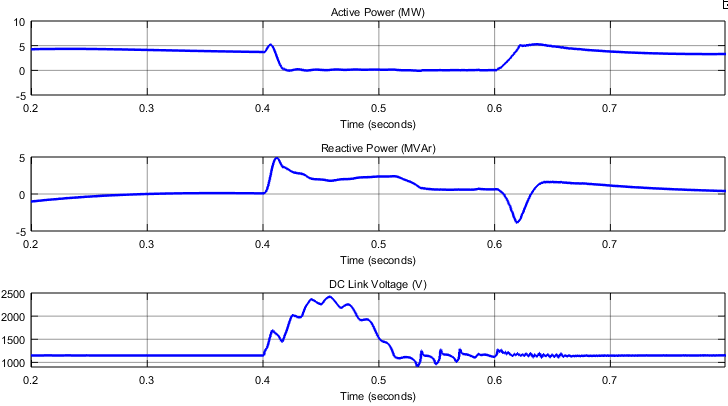 Active Power (MW)
10
5
0
-5
0.2 0.3 0.4 0.5 0.6 0.7
Time (seconds)
Reactive Power (MVAr)
5
0
-5
0.2 0.3 0.4 0.5 0.6 0.7
Time (seconds)
DC Link Voltage (V)
2500
2000
1500
1000
0.2 0.3 0.4 0.5 0.6 0.7
Time (seconds)